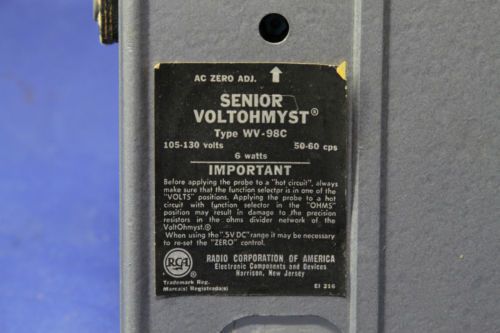 AC ZERO ADJ.
SENIOR
VOLTOHMYST®
Type WV-98C
105-130 volts 50-60 cps
6 watts
IMPORTANT
Before applying the probe to a "hot circuit", always
make sure that the function selector is in one of the
"VOLTS" positions. Applying the probe to a hot
circuit with function selector in the "OHMS"
position may result in damage to the precision
resistors in the ohms divider network of the
VoltOhmyst.®
When using the ".5V DC" range it may be necessary
to re-set the "ZERO" control.
RCA
RADIO CORPORATION OF AMERICA
Electronic Components and Devices
Harrison, New Jersey
Trademark Reg.
Marca(s) Registrada(s)
EI 216